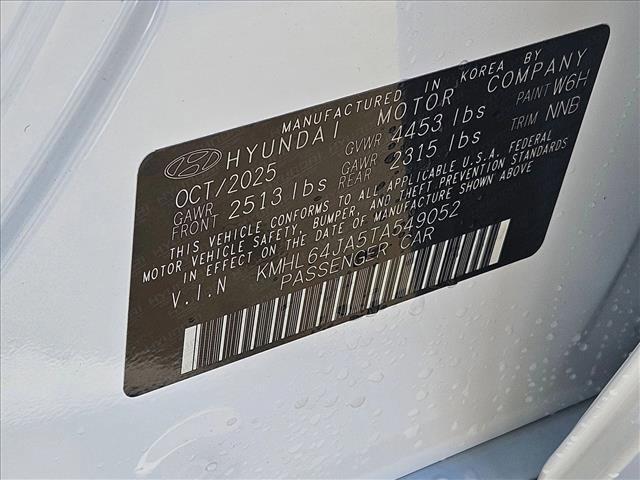 MANUFACTURED IN KOREA BY
HYUNDAI MOTOR COMPANY
OCT/2025 GVWR 4453 lbs PAINT W6H
GAWR FRONT 2513 lbs GAWR REAR 2315 lbs TRIM NNB
THIS VEHICLE CONFORMS TO ALL APPLICABLE U.S.A. FEDERAL
MOTOR VEHICLE SAFETY, BUMPER, AND THEFT PREVENTION STANDARDS
IN EFFECT ON THE DATE OF MANUFACTURE SHOWN ABOVE
V.I.N KMHL64JA5TA549052
PASSENGER CAR